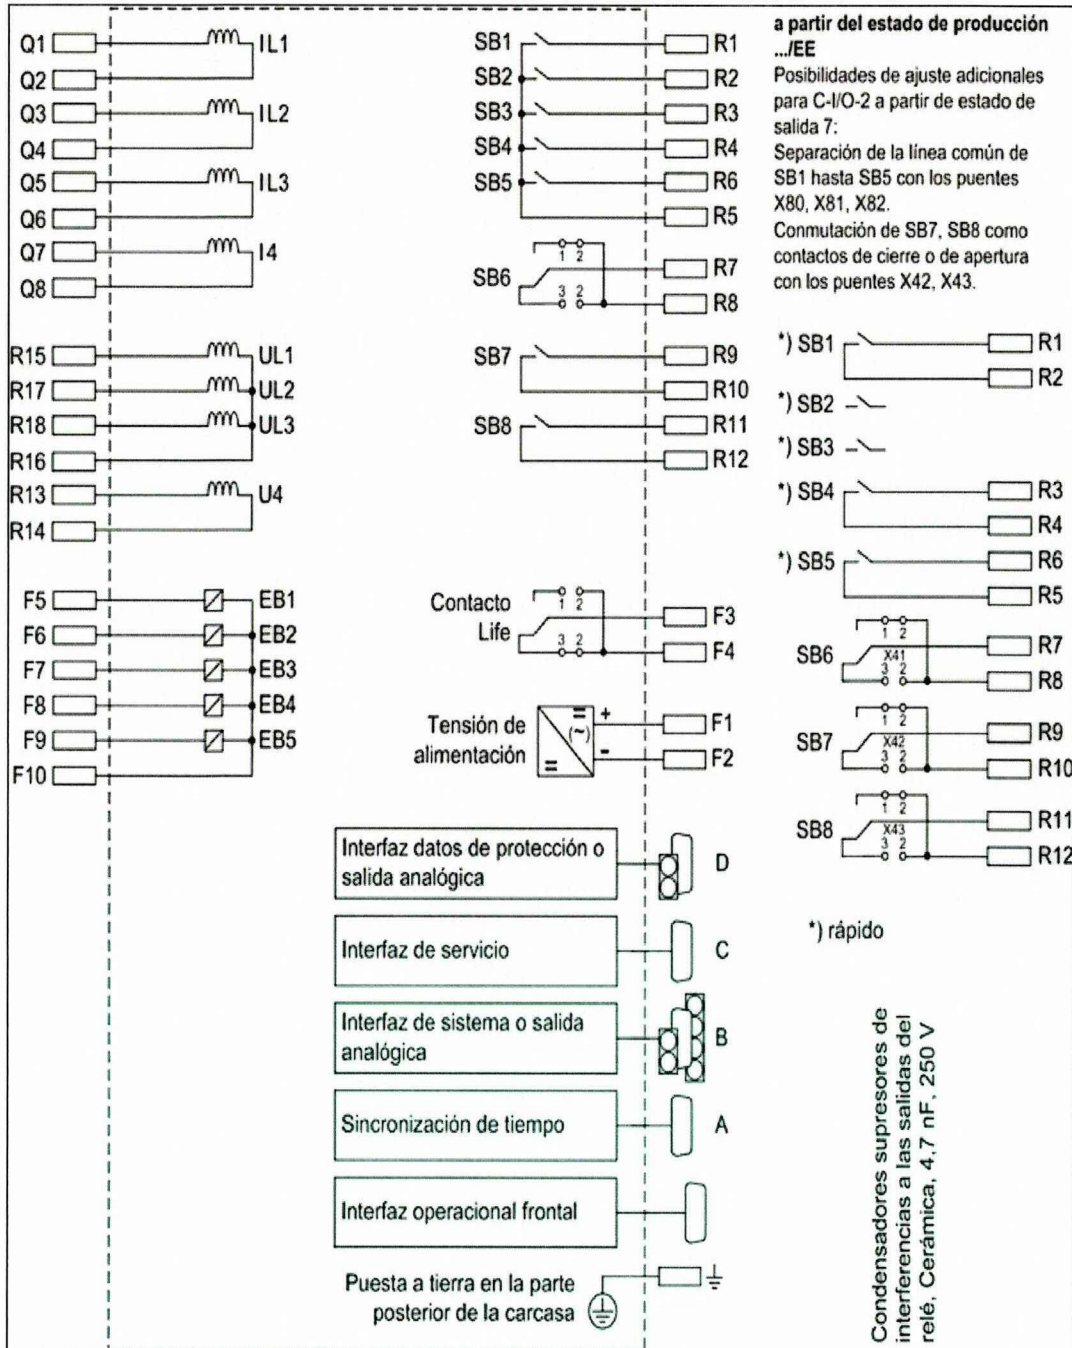 Q1
IL1
Q2
Q3
IL2
Q4
Q5
IL3
Q6
Q7
I4
Q8
R15
UL1
R17
UL2
R18
UL3
R16
R13
U4
R14
F5
EB1
F6
EB2
F7
EB3
F8
EB4
F9
EB5
F10
SB1
R1
SB2
R2
SB3
R3
SB4
R4
SB5
R6
R5
1 2
SB6
R7
3 2
R8
SB7
R9
R10
SB8
R11
R12
Contacto
Life
1 2
F3
3 2
F4
Tensión de
alimentación
=
(~)
=
+
-
F1
F2
Interfaz datos de protección o
salida analógica
D
Interfaz de servicio
C
Interfaz de sistema o salida
analógica
B
Sincronización de tiempo
A
Interfaz operacional frontal
Puesta a tierra en la parte
posterior de la carcasa
a partir del estado de producción
.../EE
Posibilidades de ajuste adicionales
para C-I/O-2 a partir de estado de
salida 7:
Separación de la línea común de
SB1 hasta SB5 con los puentes
X80, X81, X82.
Conmutación de SB7, SB8 como
contactos de cierre o de apertura
con los puentes X42, X43.
*) SB1
R1
R2
*) SB2
*) SB3
*) SB4
R3
R4
*) SB5
R6
R5
1 2
SB6
X41
3 2
R7
R8
1 2
SB7
X42
3 2
R9
R10
1 2
SB8
X43
3 2
R11
R12
*) rápido
Condensadores supresores de
interferencias a las salidas del
relé, Cerámica, 4,7 nF, 250 V